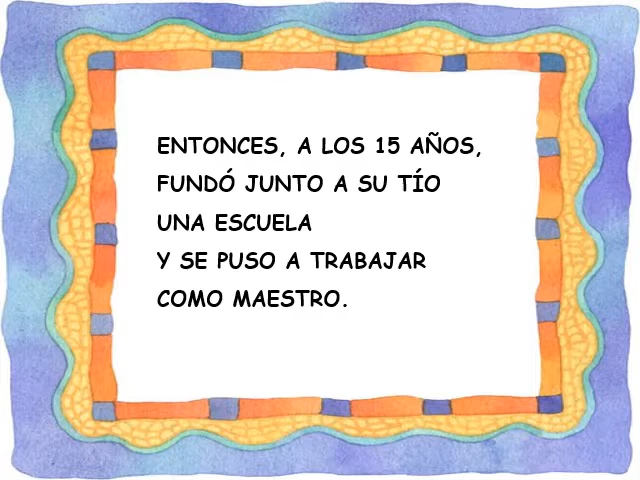 ENTONCES, A LOS 15 AÑOS,
FUNDÓ JUNTO A SU TÍO
UNA ESCUELA
Y SE PUSO A TRABAJAR
COMO MAESTRO.